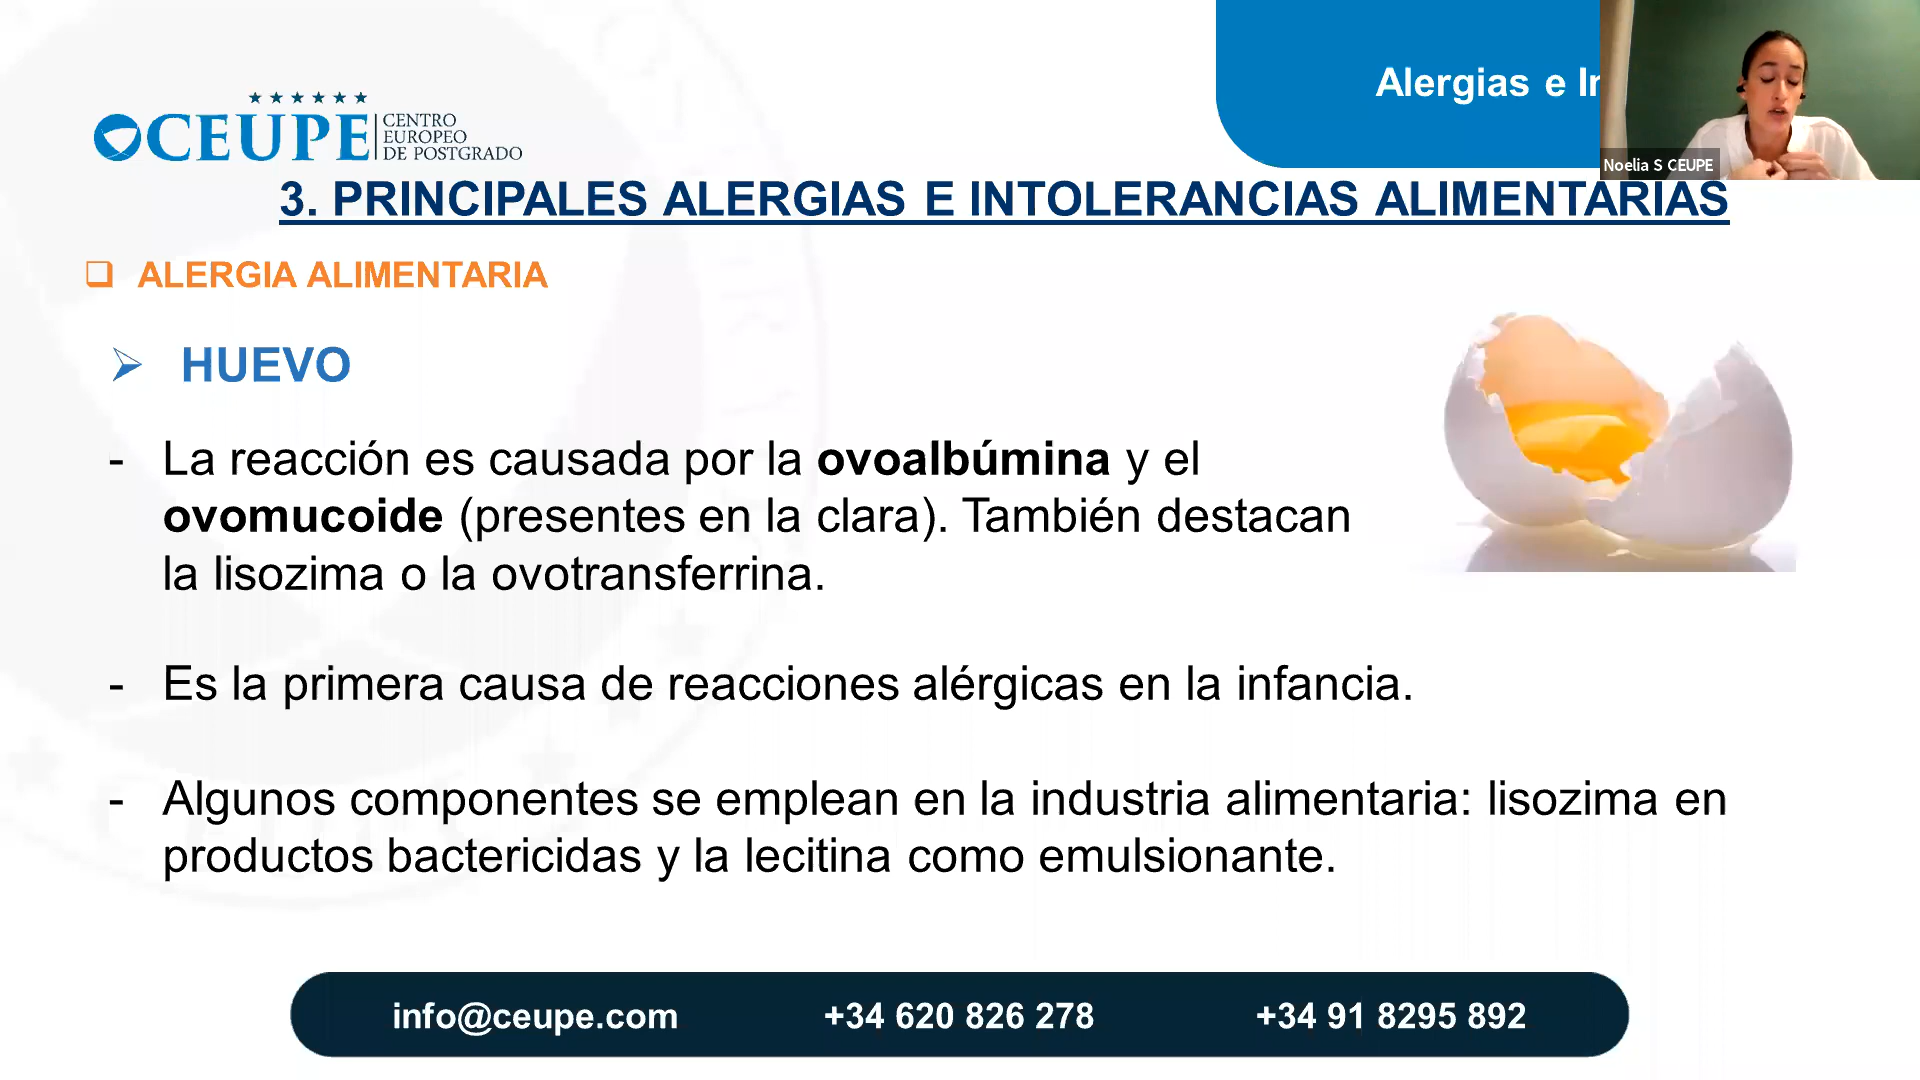 Alergias e In
CEUPE
CENTRO
EUROPEO
DE POSTGRADO
Noelia S CEUPE
3. PRINCIPALES ALERGIAS E INTOLERANCIAS ALIMENTARIAS
ALERGIA ALIMENTARIA
HUEVO
- La reacción es causada por la ovoalbúmina y el
ovomucoide (presentes en la clara). También destacan
la lisozima o la ovotransferrina.
- Es la primera causa de reacciones alérgicas en la infancia.
- Algunos componentes se emplean en la industria alimentaria: lisozima en
productos bactericidas y la lecitina como emulsionante.
info@ceupe.com +34 620 826 278 +34 91 8295 892